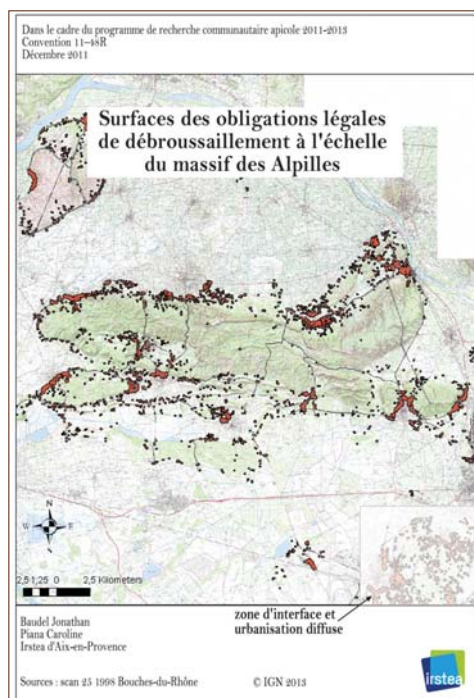 Dans le cadre du programme de recherche communautaire apicole 2011-2013
Convention 11-48R
Décembre 2011
Surfaces des obligations légales
de débroussaillement à l'échelle
du massif des Alpilles
N
W E
S
2,5 1,25 0 2,5 Kilometers
zone d'interface et
urbanisation diffuse
Baudel Jonathan
Piana Caroline
Irstea d'Aix-en-Provence
Sources : scan 25 1998 Bouches-du-Rhône © IGN 2013
irstea